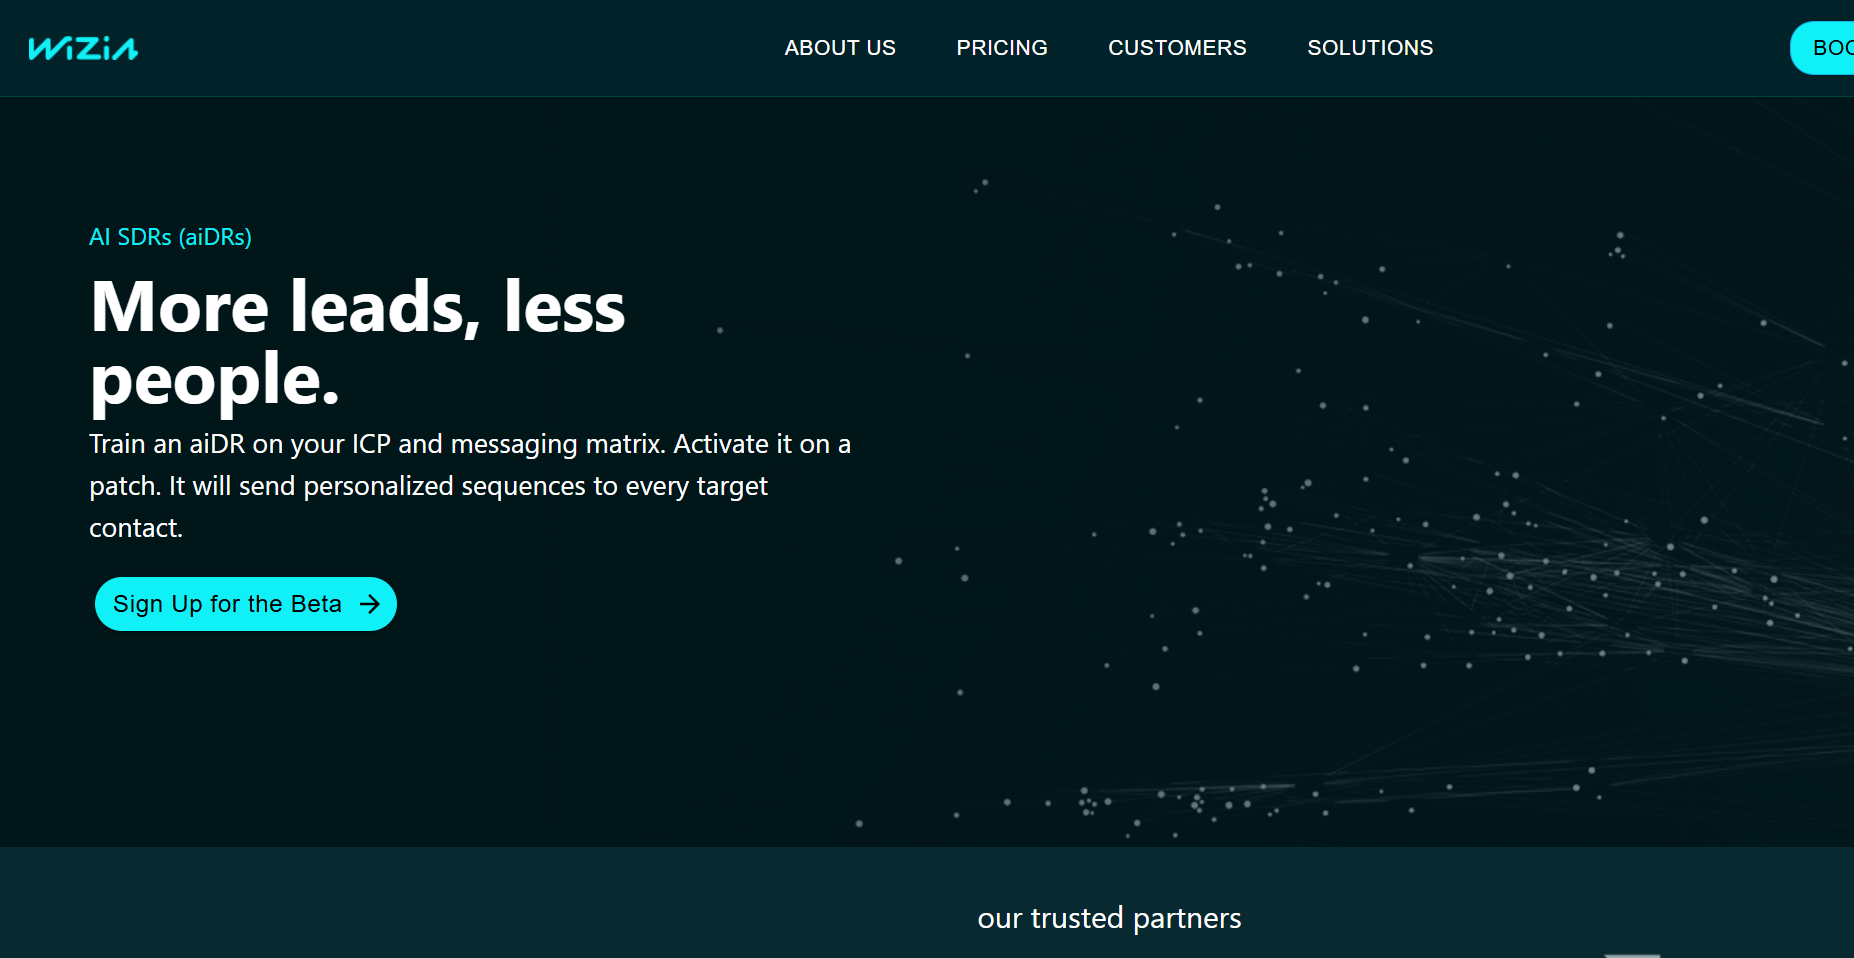 WiZiA
ABOUT US
PRICING
CUSTOMERS
SOLUTIONS
BOO
AI SDRs (aiDRs)
More leads, less
people.
Train an aiDR on your ICP and messaging matrix. Activate it on a
patch. It will send personalized sequences to every target
contact.
Sign Up for the Beta
our trusted partners